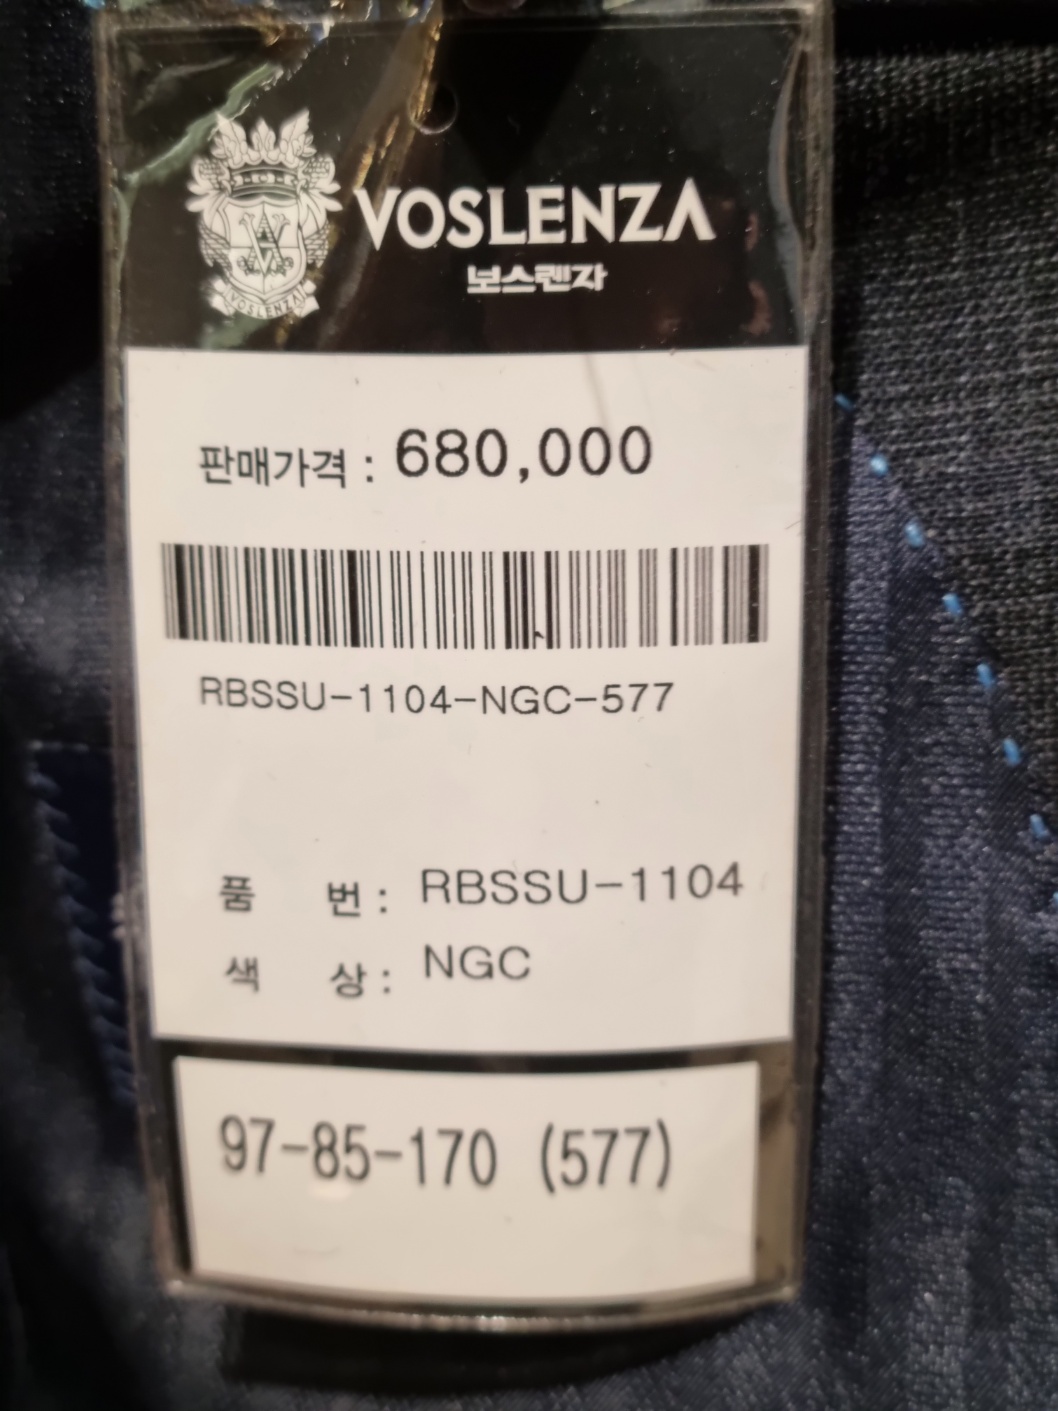 VOSLENZA
보스렌자
VOSLENZA
판매가격 : 680,000
RBSSU-1104-NGC-577
품 번 : RBSSU-1104
색 상 : NGC
97-85-170 (577)